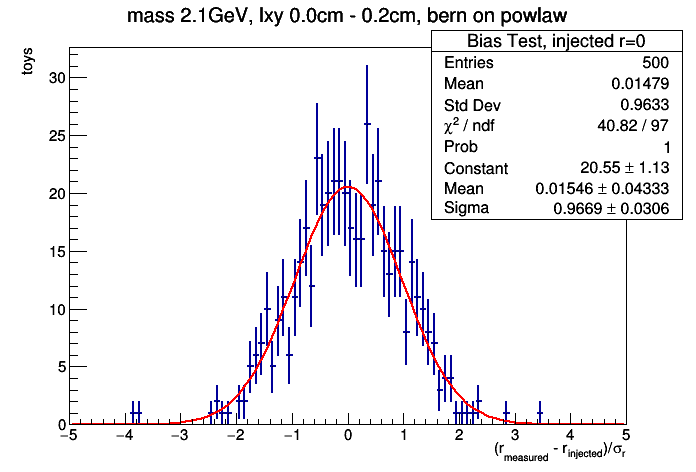 mass 2.1GeV, lxy 0.0cm - 0.2cm, bern on powlaw
Bias Test, injected r=0
Entries 500
Mean 0.01479
Std Dev 0.9633
χ² / ndf 40.82 / 97
Prob 1
Constant 20.55 ± 1.13
Mean 0.01546 ± 0.04333
Sigma 0.9669 ± 0.0306
toys
30
25
20
15
10
5
0
−5 −4 −3 −2 −1 0 1 2 3 4 5
(r_measured - r_injected)/σ_r